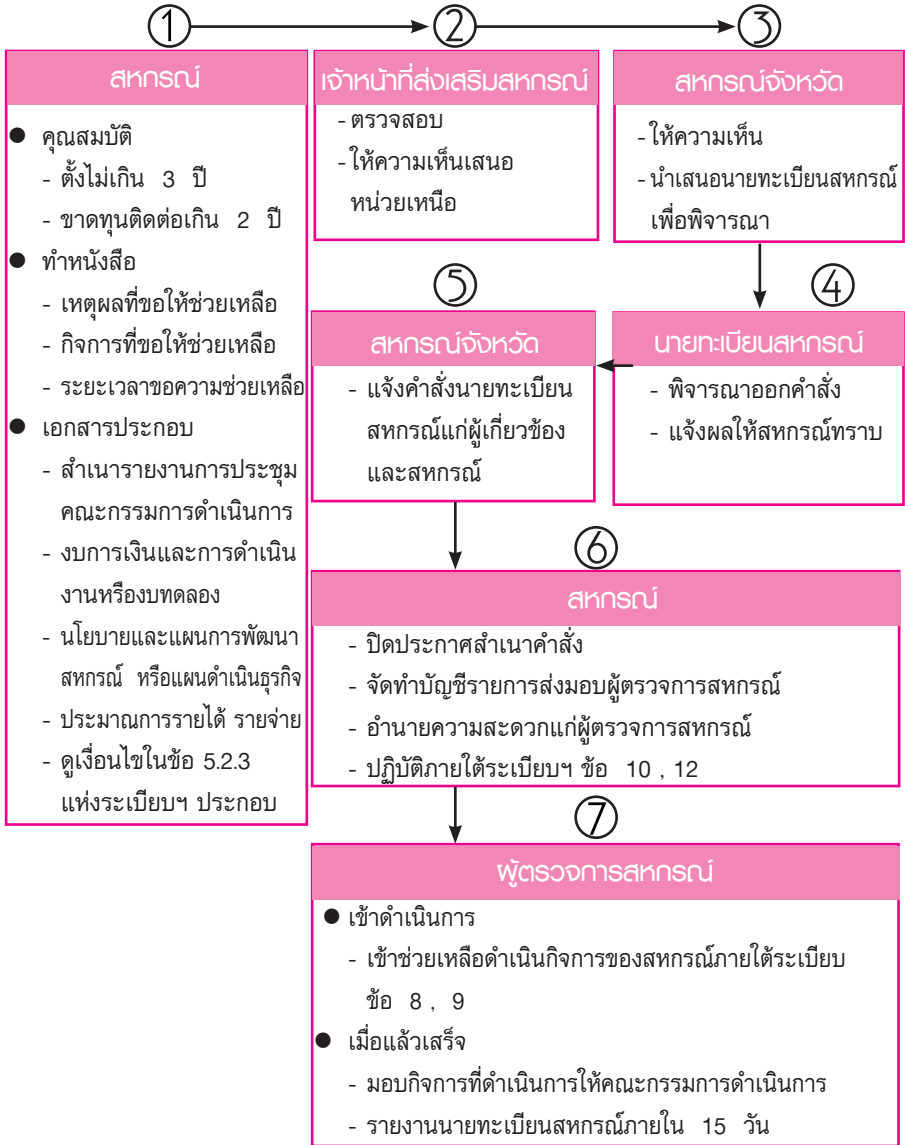 ①
สหกรณ์
● คุณสมบัติ
- ตั้งไม่เกิน 3 ปี
- ขาดทุนติดต่อเกิน 2 ปี
● ทำหนังสือ
- เหตุผลที่ขอให้ช่วยเหลือ
- กิจการที่ขอให้ช่วยเหลือ
- ระยะเวลาขอความช่วยเหลือ
● เอกสารประกอบ
- สำเนารายงานการประชุม
คณะกรรมการดำเนินการ
- งบการเงินและการดำเนิน
งานหรืองบทดลอง
- นโยบายและแผนการพัฒนา
สหกรณ์ หรือแผนดำเนินธุรกิจ
- ประมาณการรายได้ รายจ่าย
- ดูเงื่อนไขในข้อ 5.2.3
แห่งระเบียบฯ ประกอบ
②
เจ้าหน้าที่ส่งเสริมสหกรณ์
- ตรวจสอบ
- ให้ความเห็นเสนอ
หน่วยเหนือ
③
สหกรณ์จังหวัด
- ให้ความเห็น
- นำเสนอนายทะเบียนสหกรณ์
เพื่อพิจารณา
④
นายทะเบียนสหกรณ์
- พิจารณาออกคำสั่ง
- แจ้งผลให้สหกรณ์ทราบ
⑤
สหกรณ์จังหวัด
- แจ้งคำสั่งนายทะเบียน
สหกรณ์แก่ผู้เกี่ยวข้อง
และสหกรณ์
⑥
สหกรณ์
- ปิดประกาศสำเนาคำสั่ง
- จัดทำบัญชีรายการส่งมอบผู้ตรวจการสหกรณ์
- อำนายความสะดวกแก่ผู้ตรวจการสหกรณ์
- ปฏิบัติภายใต้ระเบียบฯ ข้อ 10 , 12
⑦
ผู้ตรวจการสหกรณ์
● เข้าดำเนินการ
- เข้าช่วยเหลือดำเนินกิจการของสหกรณ์ภายใต้ระเบียบ
ข้อ 8 , 9
● เมื่อแล้วเสร็จ
- มอบกิจการที่ดำเนินการให้คณะกรรมการดำเนินการ
- รายงานนายทะเบียนสหกรณ์ภายใน 15 วัน